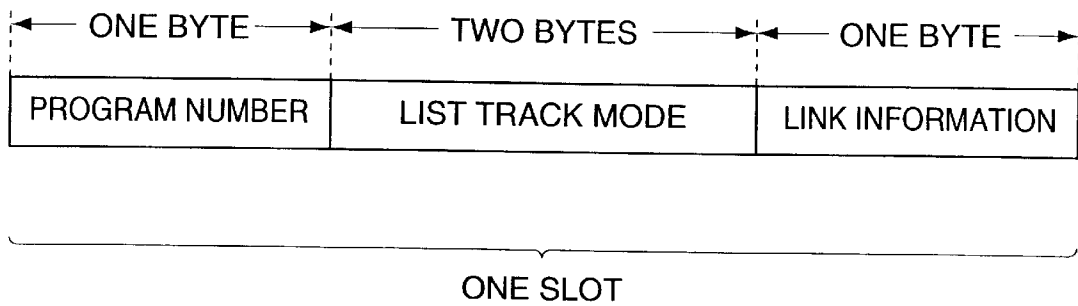 ONE BYTE TWO BYTES ONE BYTE
PROGRAM NUMBER LIST TRACK MODE LINK INFORMATION
ONE SLOT